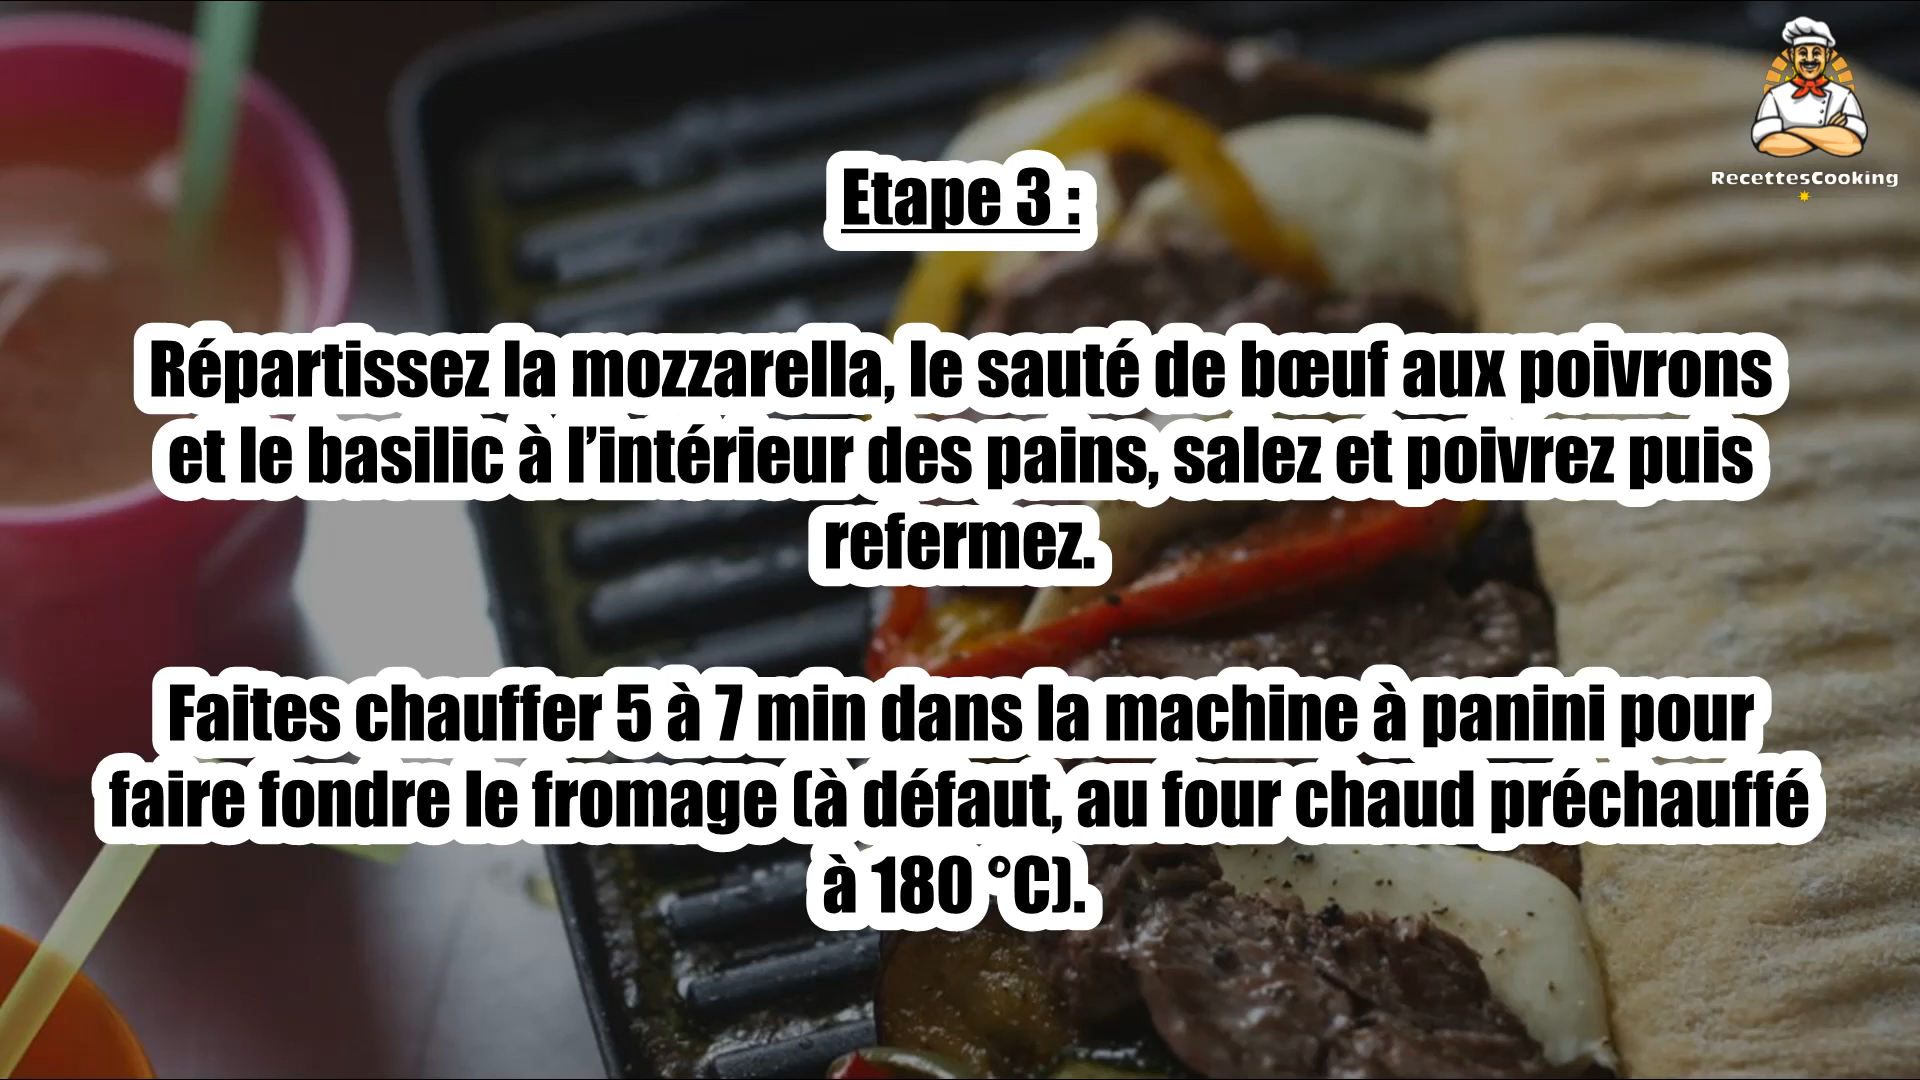 RecettesCooking
Etape 3 :
Répartissez la mozzarella, le sauté de bœuf aux poivrons
et le basilic à l’intérieur des pains, salez et poivrez puis
refermez.
Faites chauffer 5 à 7 min dans la machine à panini pour
faire fondre le fromage (à défaut, au four chaud préchauffé
à 180 °C).